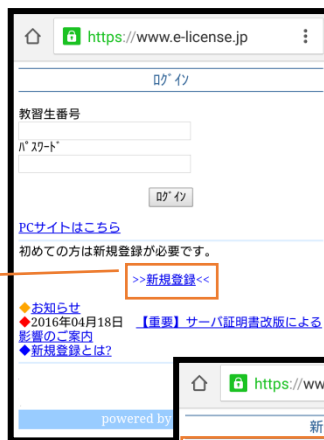 https://www.e-license.jp
ﾛｸﾞｲﾝ
教習生番号
ﾊﾟｽﾜｰﾄﾞ
ﾛｸﾞｲﾝ
PCサイトはこちら
初めての方は新規登録が必要です。
>>新規登録<<
◆お知らせ
◆2016年04月18日 【重要】サーバ証明書改版による
影響のご案内
◆新規登録とは?
powered by
https://ww
新